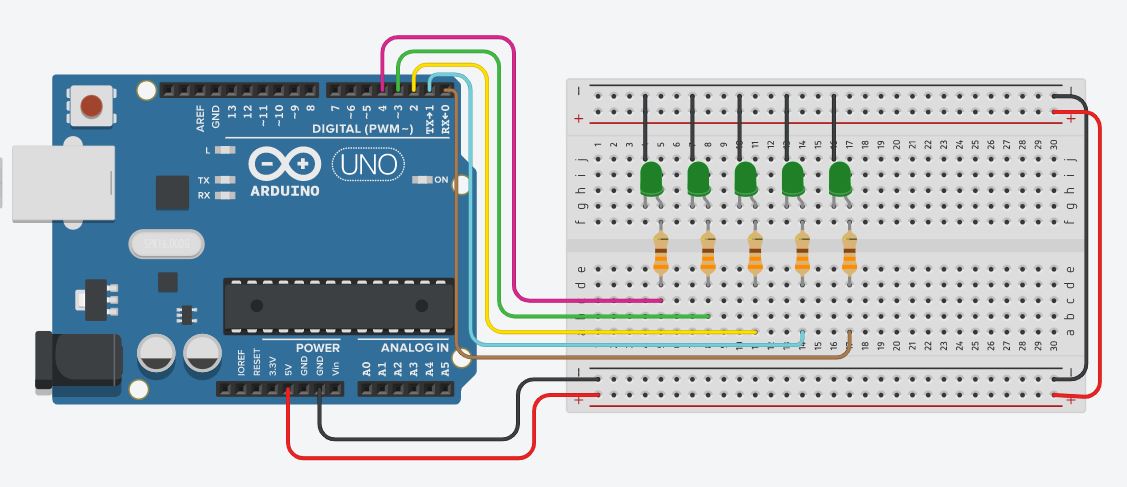 AREF
GND
13
12
~11
~10
~9
8
7
~6
~5
4
~3
2
TX→1
RX←0
DIGITAL (PWM~)
L
TX
RX
ARDUINO
UNO
ON
SPK16.000G
POWER
ANALOG IN
IOREF
RESET
3.3V
5V
GND
GND
Vin
A0
A1
A2
A3
A4
A5
− −
+ +
1 2 3 4 5 6 7 8 9 10 11 12 13 14 15 16 17 18 19 20 21 22 23 24 25 26 27 28 29 30
j j
i i
h h
g g
f f
e e
d d
c c
b b
a a
1 2 3 4 5 6 7 8 9 10 11 12 13 14 15 16 17 18 19 20 21 22 23 24 25 26 27 28 29 30
− −
+ +